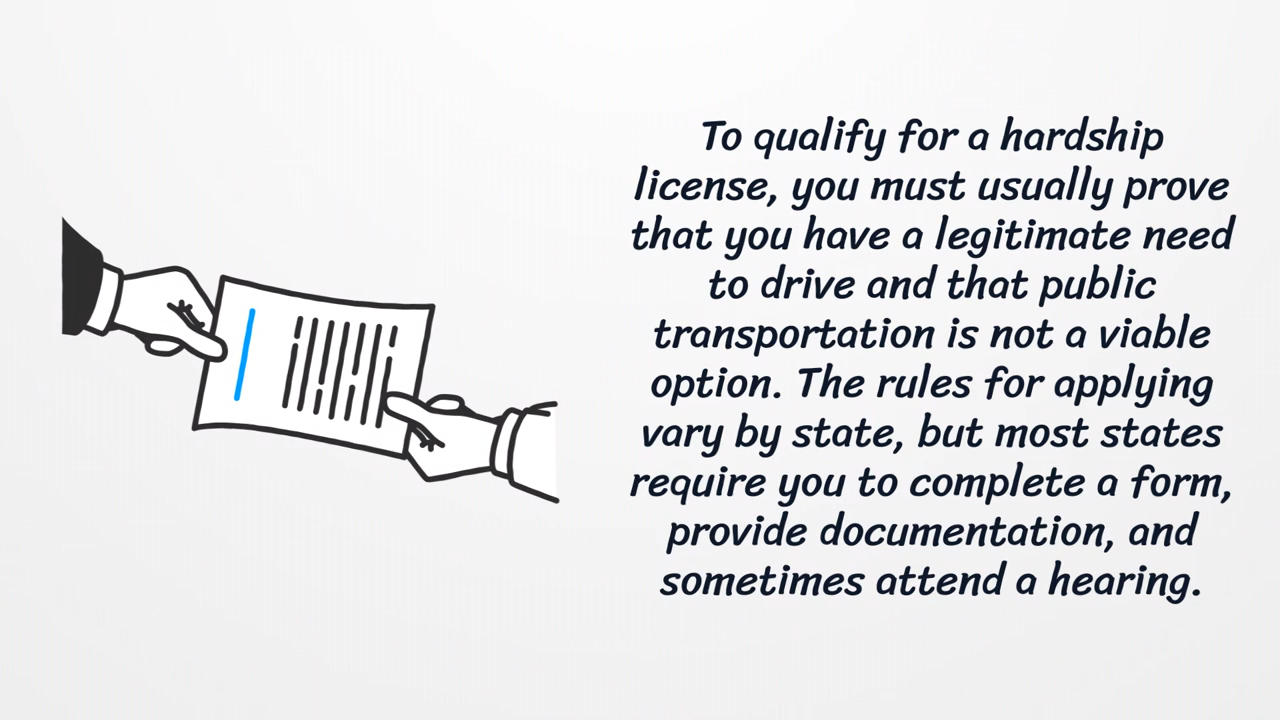 To qualify for a hardship
license, you must usually prove
that you have a legitimate need
to drive and that public
transportation is not a viable
option. The rules for applying
vary by state, but most states
require you to complete a form,
provide documentation, and
sometimes attend a hearing.